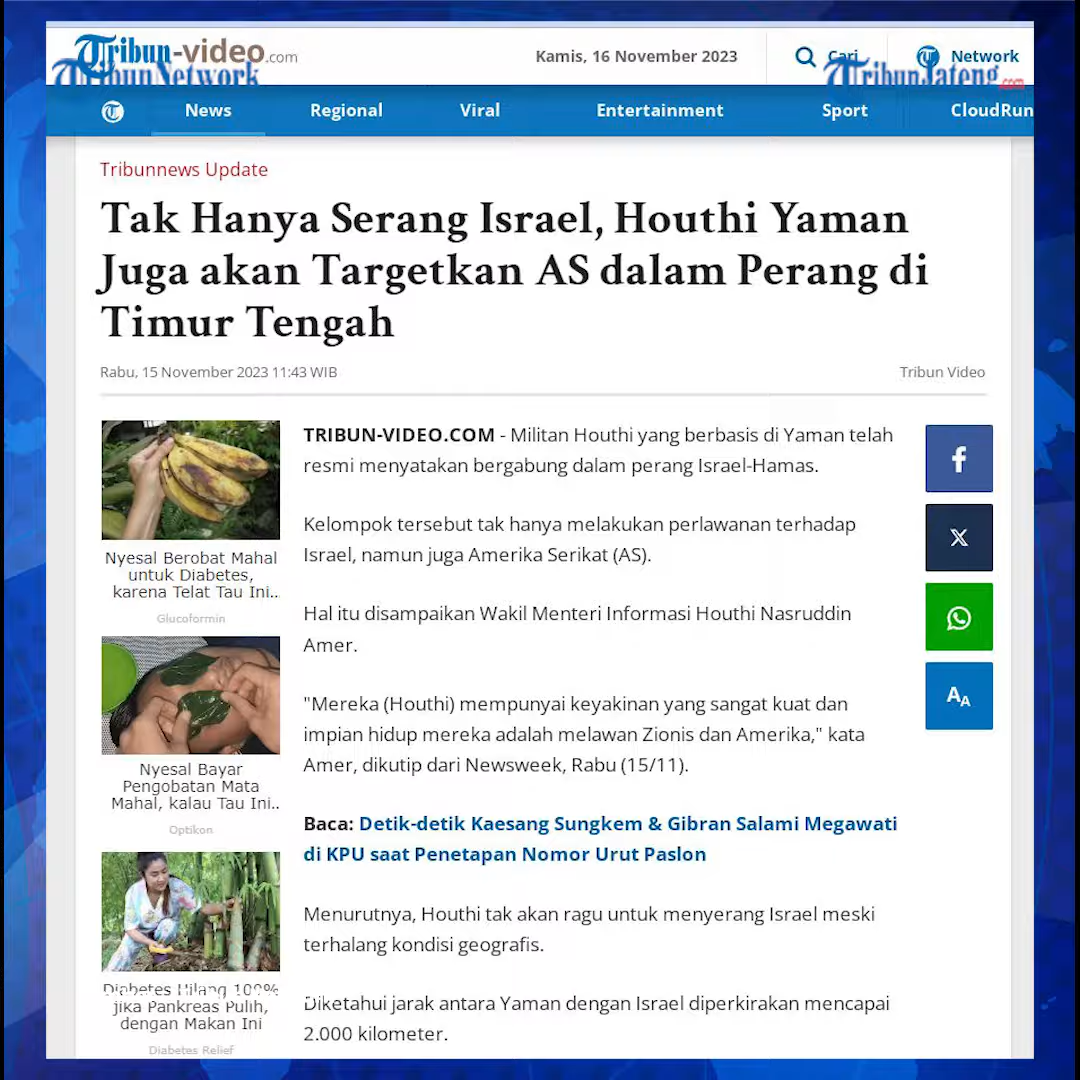 Tribun-video.com
TribunNetwork
Kamis, 16 November 2023
Cari
Network
TribunJateng.com
News
Regional
Viral
Entertainment
Sport
CloudRun
Tribunnews Update
Tak Hanya Serang Israel, Houthi Yaman
Juga akan Targetkan AS dalam Perang di
Timur Tengah
Rabu, 15 November 2023 11:43 WIB
Tribun Video
Nyesal Berobat Mahal
untuk Diabetes,
karena Telat Tau Ini..
Glucoformin
Nyesal Bayar
Pengobatan Mata
Mahal, kalau Tau Ini..
Optikon
Diabetes Hilang 100%
jika Pankreas Pulih,
dengan Makan Ini
Diabetes Relief
TRIBUN-VIDEO.COM - Militan Houthi yang berbasis di Yaman telah
resmi menyatakan bergabung dalam perang Israel-Hamas.
Kelompok tersebut tak hanya melakukan perlawanan terhadap
Israel, namun juga Amerika Serikat (AS).
Hal itu disampaikan Wakil Menteri Informasi Houthi Nasruddin
Amer.
"Mereka (Houthi) mempunyai keyakinan yang sangat kuat dan
impian hidup mereka adalah melawan Zionis dan Amerika," kata
Amer, dikutip dari Newsweek, Rabu (15/11).
Baca: Detik-detik Kaesang Sungkem & Gibran Salami Megawati
di KPU saat Penetapan Nomor Urut Paslon
Menurutnya, Houthi tak akan ragu untuk menyerang Israel meski
terhalang kondisi geografis.
Diketahui jarak antara Yaman dengan Israel diperkirakan mencapai
2.000 kilometer.
f
X
AA